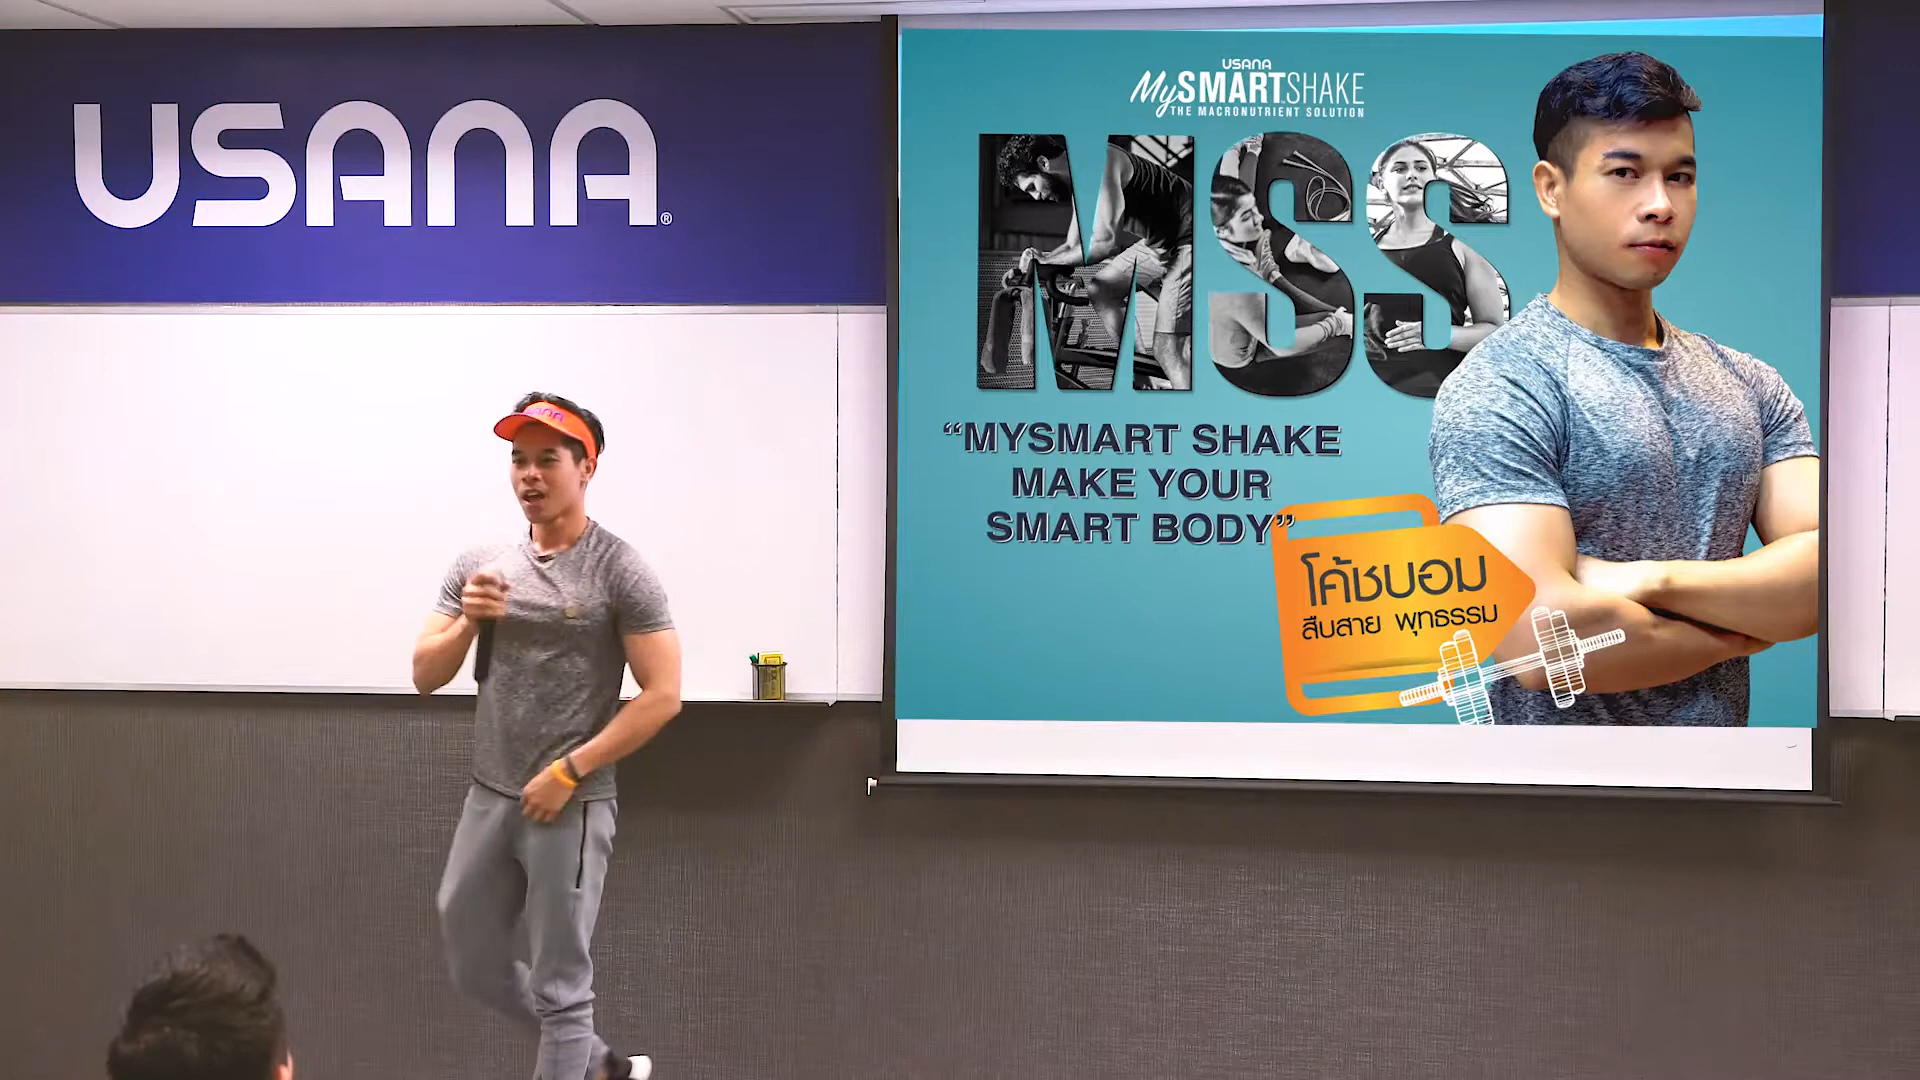 USANA®
USANA
USANA
MySMARTSHAKE
THE MACRONUTRIENT SOLUTION
MSS
“MYSMART SHAKE
MAKE YOUR
SMART BODY”
โค้ชบอม
สืบสาย พุทธรรม